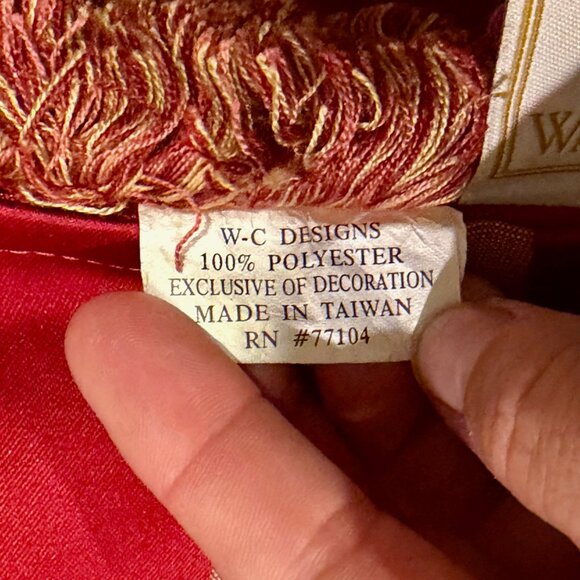 W-C DESIGNS
100% POLYESTER
EXCLUSIVE OF DECORATION
MADE IN TAIWAN
RN #77104